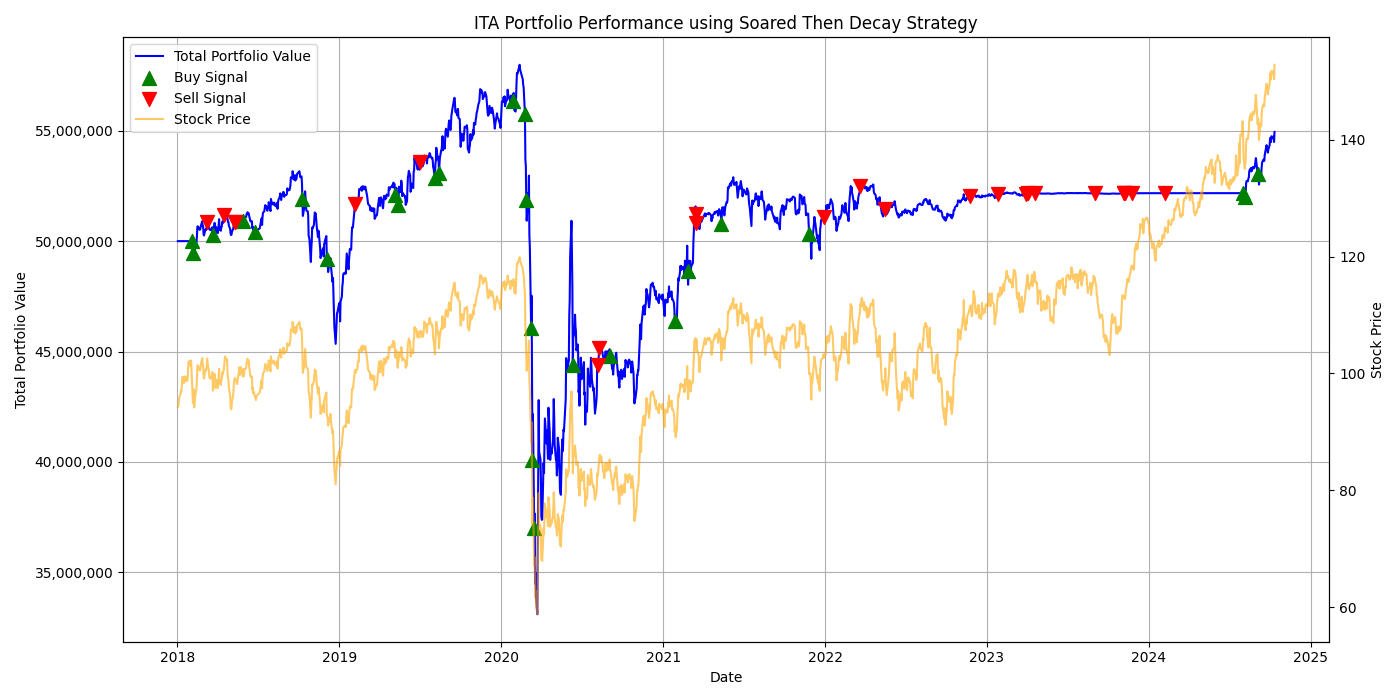 ITA Portfolio Performance using Soared Then Decay Strategy
Total Portfolio Value
Buy Signal
Sell Signal
Stock Price
55,000,000
50,000,000
45,000,000
40,000,000
35,000,000
Total Portfolio Value
140
120
100
80
60
Stock Price
2018
2019
2020
2021
2022
2023
2024
2025
Date